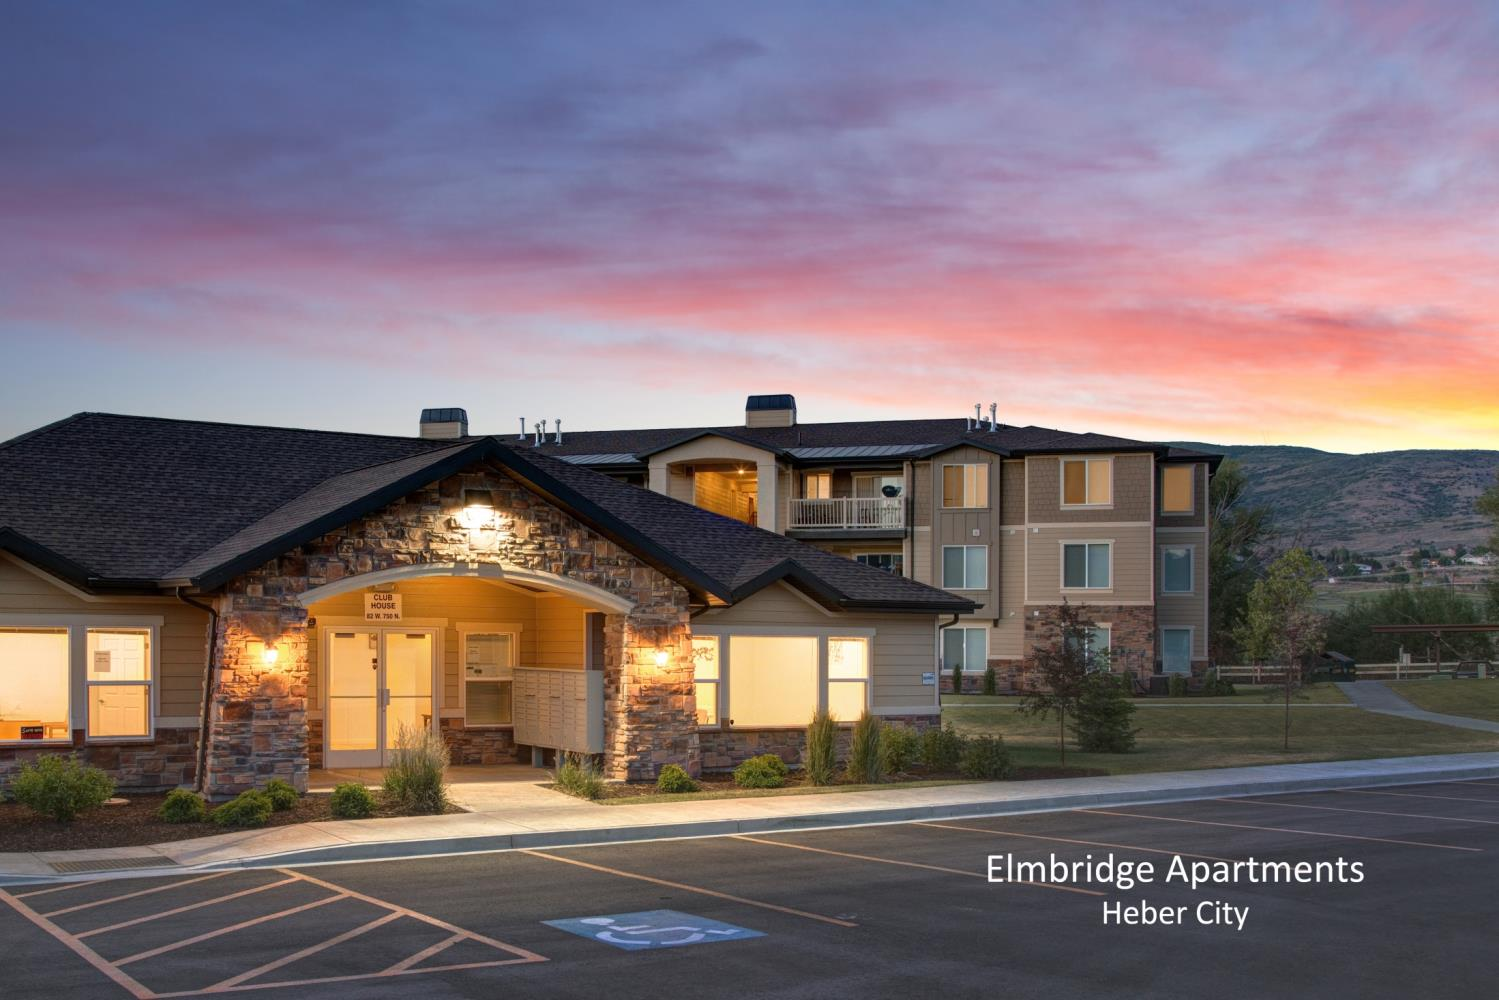 CLUB
HOUSE
82 W. 750 N.
Elmbridge Apartments
Heber City